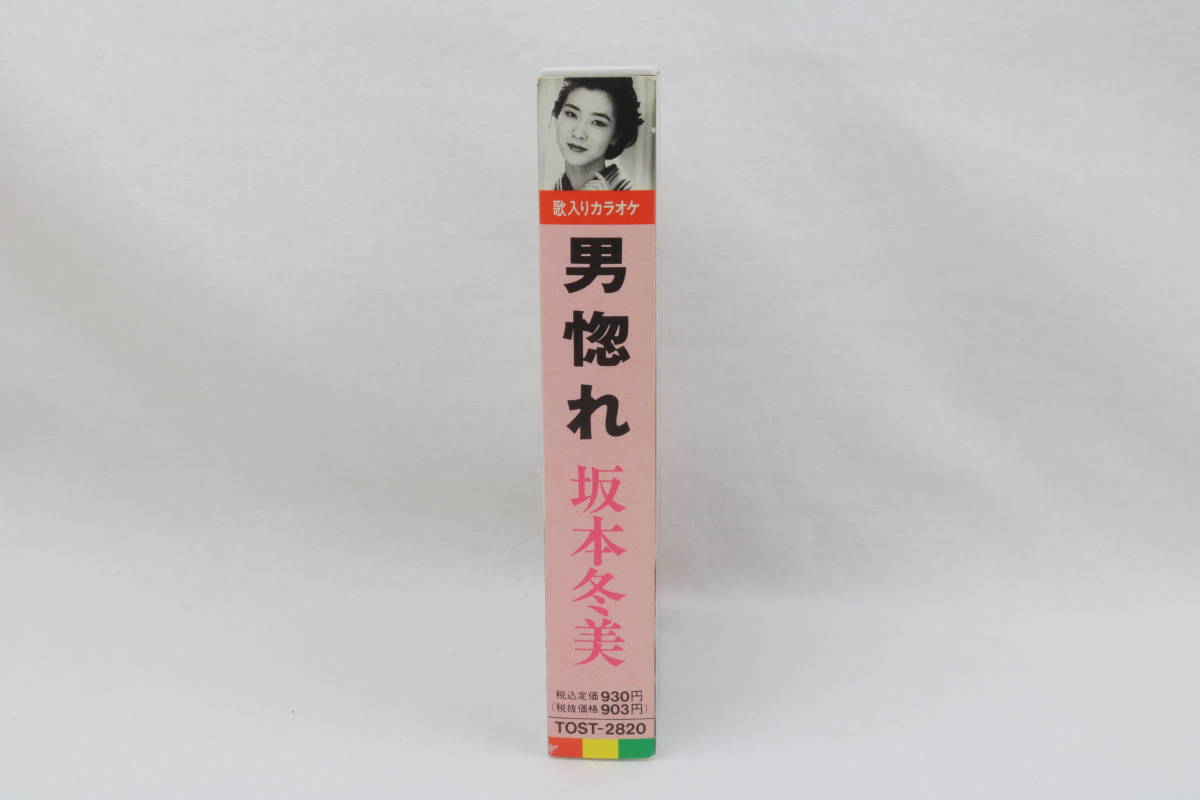 歌入りカラオケ
男惚れ
坂本冬美
税込定価930円
(税抜価格903円)
TOST-2820